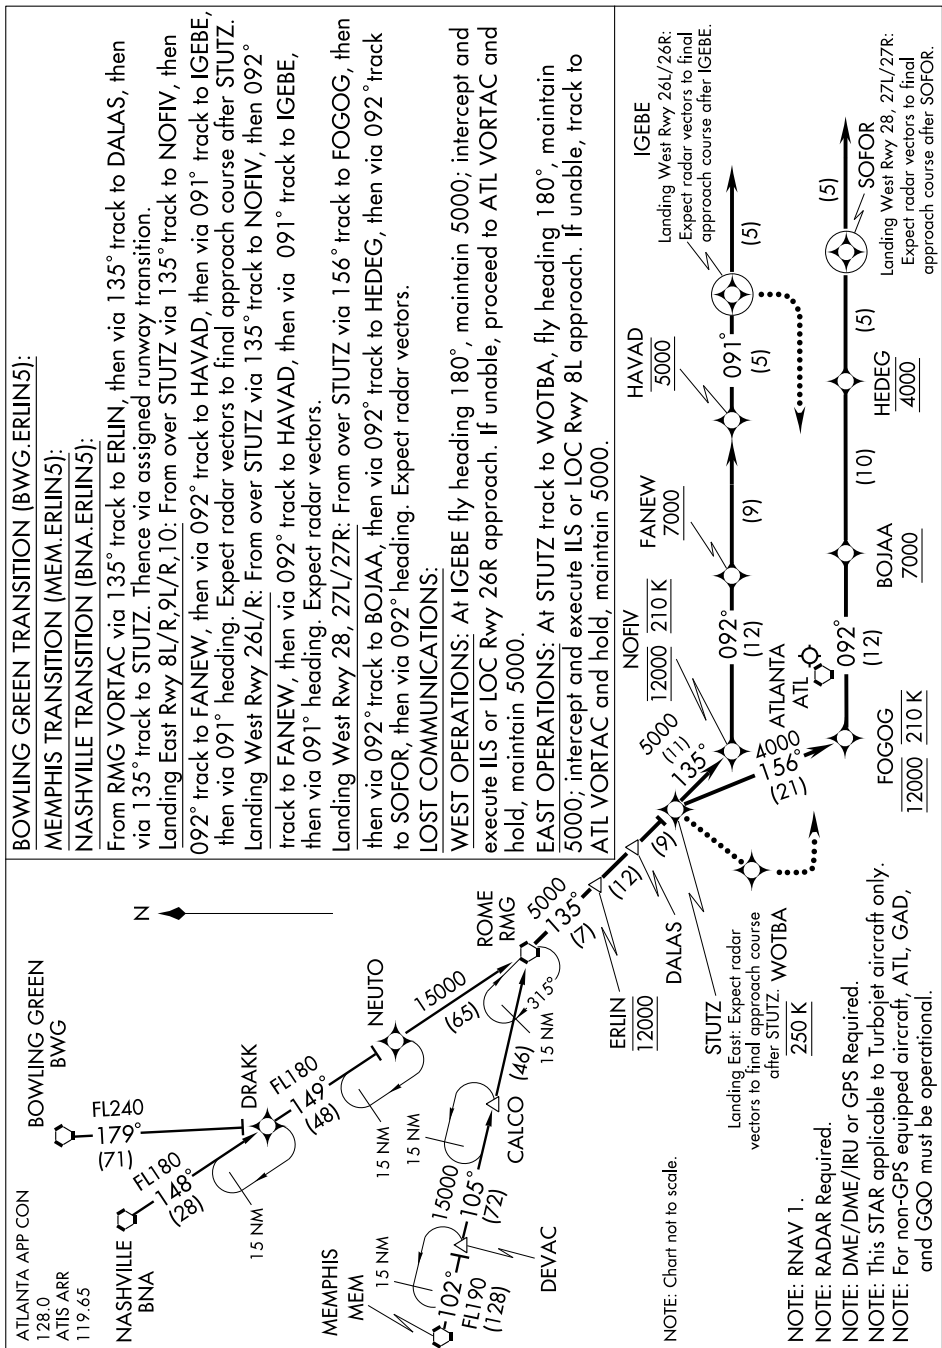 ATLANTA APP CON
128.0
ATIS ARR
119.65
BOWLING GREEN TRANSITION (BWG.ERLIN5):
MEMPHIS TRANSITION (MEM.ERLIN5):
NASHVILLE TRANSITION (BNA.ERLIN5):
From RMG VORTAC via 135° track to ERLIN, then via 135° track to DALAS, then
via 135° track to STUTZ. Thence via assigned runway transition.
Landing East Rwy 8L/R,9L/R,10: From over STUTZ via 135° track to NOFIV, then
092° track to FANEW, then via 092° track to HAVAD, then via 091° track to IGEBE,
then via 091° heading. Expect radar vectors to final approach course after STUTZ.
Landing West Rwy 26L/R: From over STUTZ via 135° track to NOFIV, then 092°
track to FANEW, then via 092° track to HAVAD, then via 091° track to IGEBE,
then via 091° heading. Expect radar vectors.
Landing West Rwy 28, 27L/27R: From over STUTZ via 156° track to FOGOG, then
then via 092° track to BOJAA, then via 092° track to HEDEG, then via 092° track
to SOFOR, then via 092° heading. Expect radar vectors.
LOST COMMUNICATIONS:
WEST OPERATIONS: At IGEBE fly heading 180°, maintain 5000; intercept and
execute ILS or LOC Rwy 26R approach. If unable, proceed to ATL VORTAC and
hold, maintain 5000.
EAST OPERATIONS: At STUTZ track to WOTBA, fly heading 180°, maintain
5000; intercept and execute ILS or LOC Rwy 8L approach. If unable, track to
ATL VORTAC and hold, maintain 5000.
BOWLING GREEN
BWG
FL240
179°
(71)
NASHVILLE
BNA
FL180
148°
(28)
DRAKK
15 NM
FL180
149°
(48)
NEUTO
15 NM
15000
(65)
N
MEMPHIS
MEM
102°
FL190
(128)
15 NM
DEVAC
15000
105°
(72)
15 NM
CALCO
(46)
ROME
RMG
315°
15 NM
5000
135°
(7)
ERLIN
12000
(12)
DALAS
(9)
STUTZ
250 K
Landing East: Expect radar
vectors to final approach course
after STUTZ.
WOTBA
5000
(11)
135°
4000
156°
(21)
NOFIV
12000 210 K
092°
(12)
FANEW
7000
(9)
HAVAD
5000
091°
(5)
IGEBE
Landing West Rwy 26L/26R:
Expect radar vectors to final
approach course after IGEBE.
(5)
ATLANTA
ATL
FOGOG
12000 210 K
092°
(12)
BOJAA
7000
(10)
HEDEG
4000
(5)
SOFOR
Landing West Rwy 28, 27L/27R:
Expect radar vectors to final
approach course after SOFOR.
(5)
NOTE: Chart not to scale.
NOTE: RNAV 1.
NOTE: RADAR Required.
NOTE: DME/DME/IRU or GPS Required.
NOTE: This STAR applicable to Turbojet aircraft only.
NOTE: For non-GPS equipped aircraft, ATL, GAD,
and GQO must be operational.